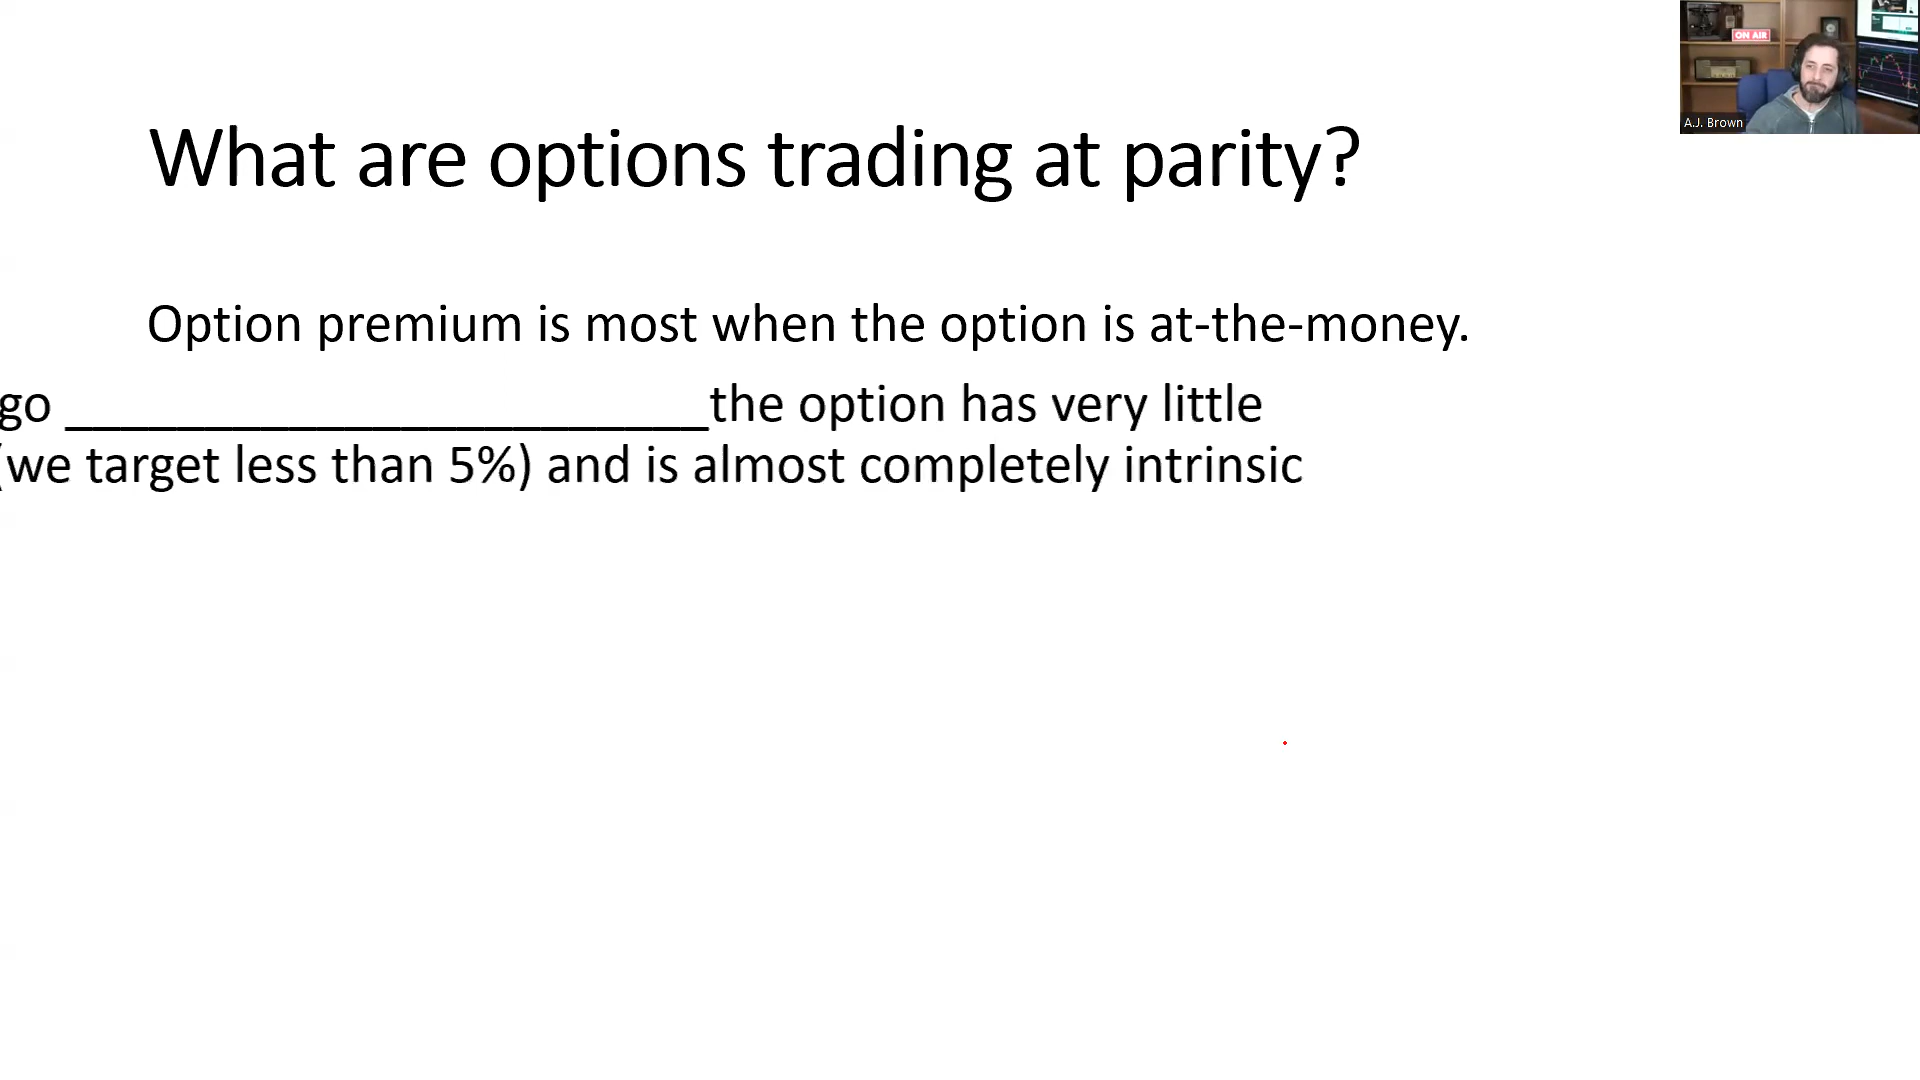 ON AIR
A.J. Brown
What are options trading at parity?
Option premium is most when the option is at-the-money.
go _______________________the option has very little
(we target less than 5%) and is almost completely intrinsic